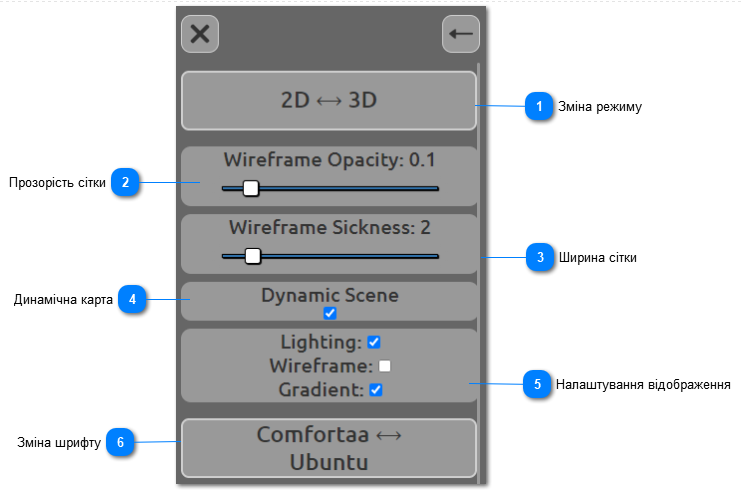 2D ⟷ 3D
1 Зміна режиму
Wireframe Opacity: 0.1
Прозорість сітки 2
Wireframe Sickness: 2
3 Ширина сітки
Динамічна карта 4
Dynamic Scene
Lighting:
Wireframe:
Gradient:
5 Налаштування відображення
Зміна шрифту 6
Comfortaa ⟷
Ubuntu